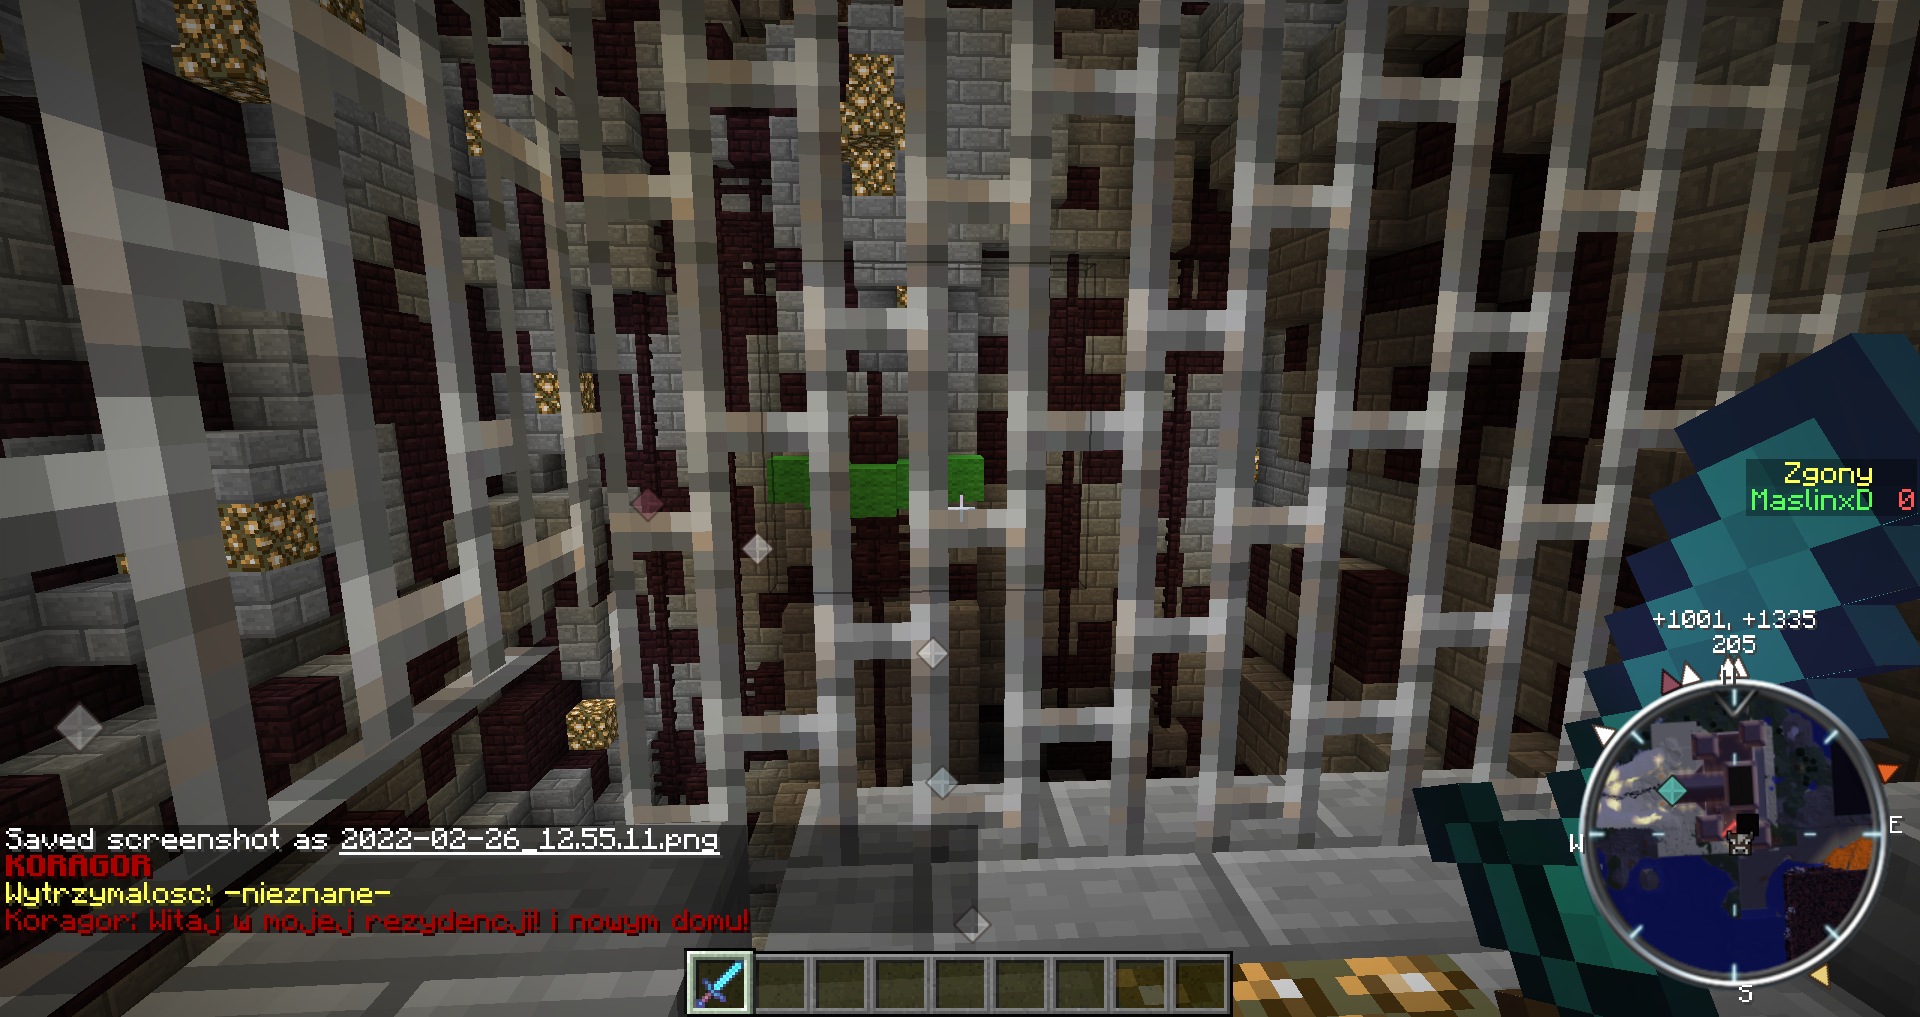 Zgony
MaslinxD 0
+1001, +1335
205
N
W
E
S
Saved screenshot as 2022-02-26_12.55.11.png
KORAGOR
Wytrzymalosc: -nieznane-
Koragor: Witaj w mojej rezydencji! i nowym domu!